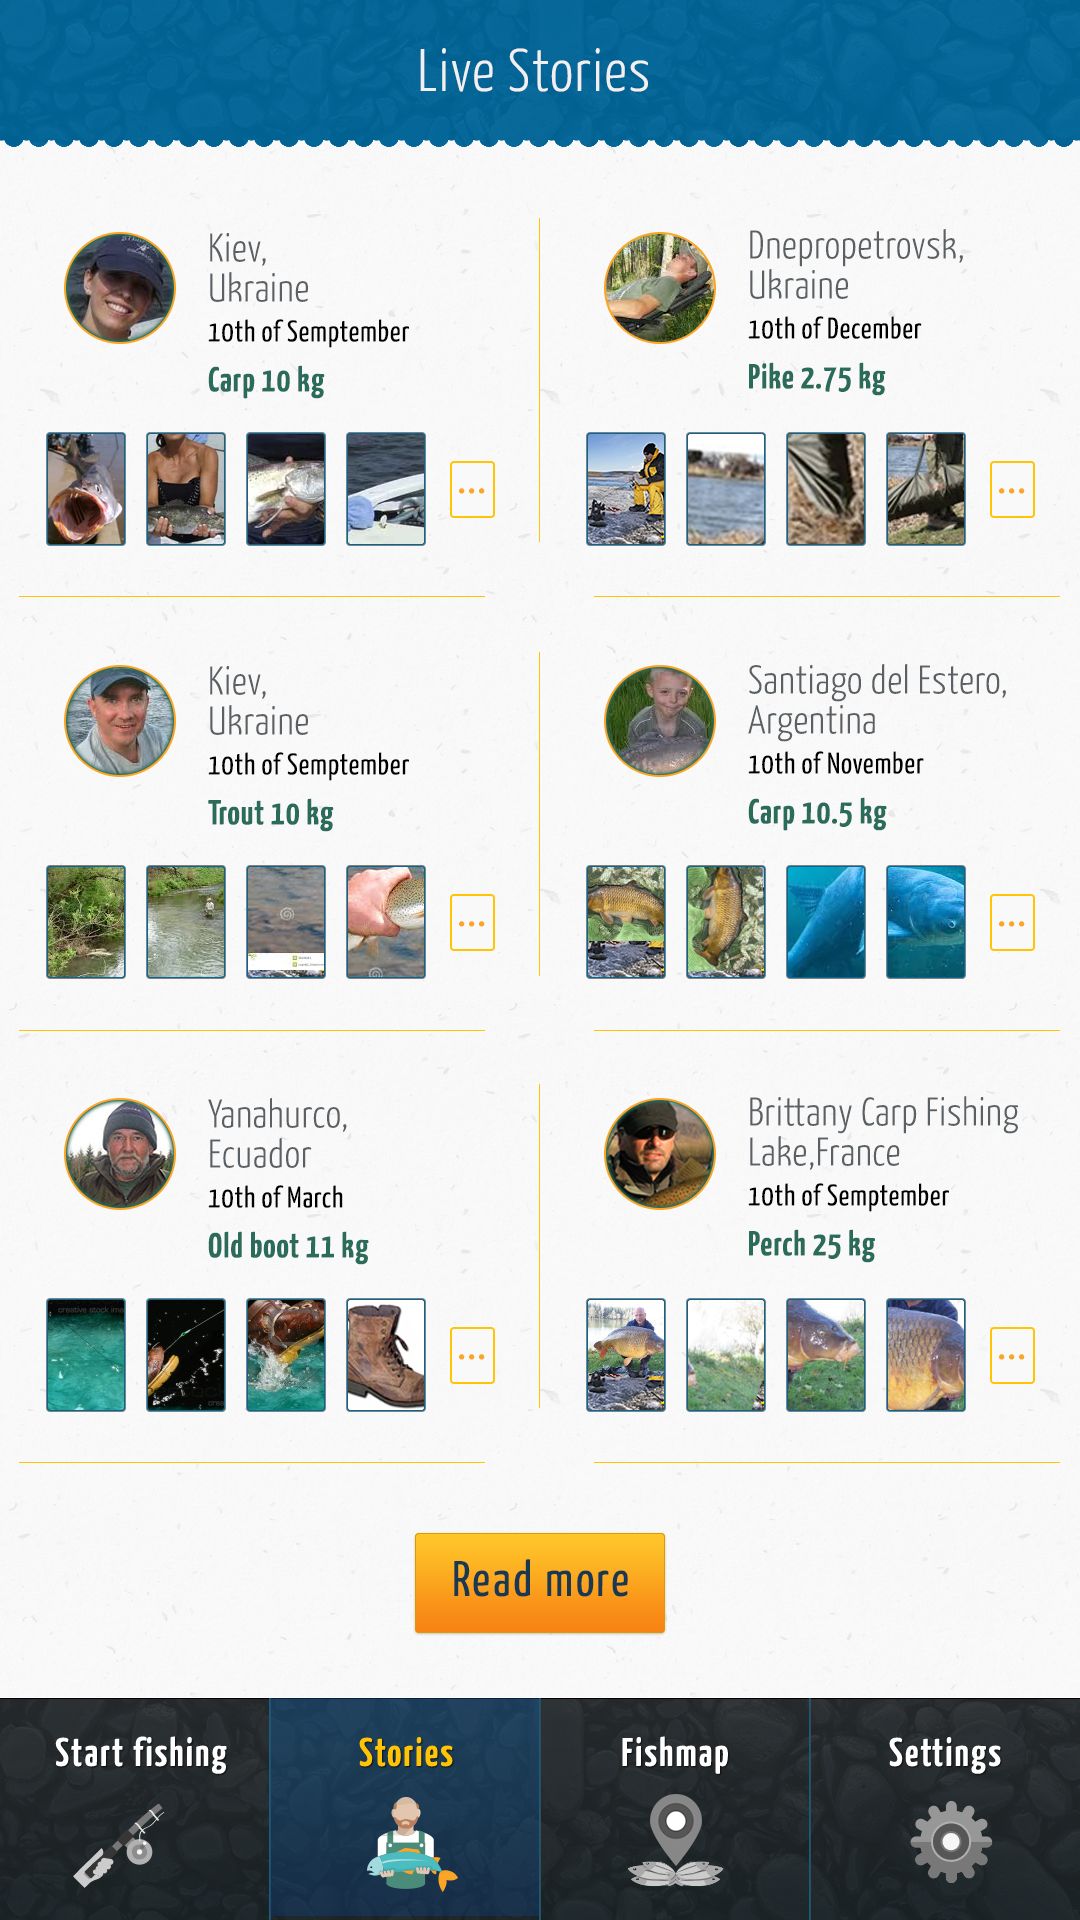 Live Stories
Kiev,
Ukraine
10th of Semptember
Carp 10 kg
Dnepropetrovsk,
Ukraine
10th of December
Pike 2.75 kg
Kiev,
Ukraine
10th of Semptember
Trout 10 kg
Santiago del Estero,
Argentina
10th of November
Carp 10.5 kg
Yanahurco,
Ecuador
10th of March
Old boot 11 kg
Brittany Carp Fishing
Lake,France
10th of Semptember
Perch 25 kg
creative stock ima
Read more
Start fishing
Stories
Fishmap
Settings